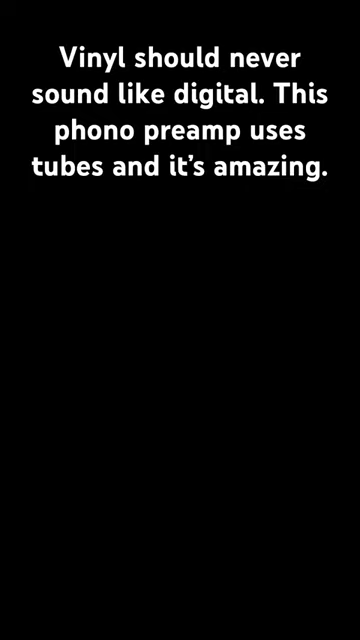 Vinyl should never
sound like digital. This
phono preamp uses
tubes and it’s amazing.